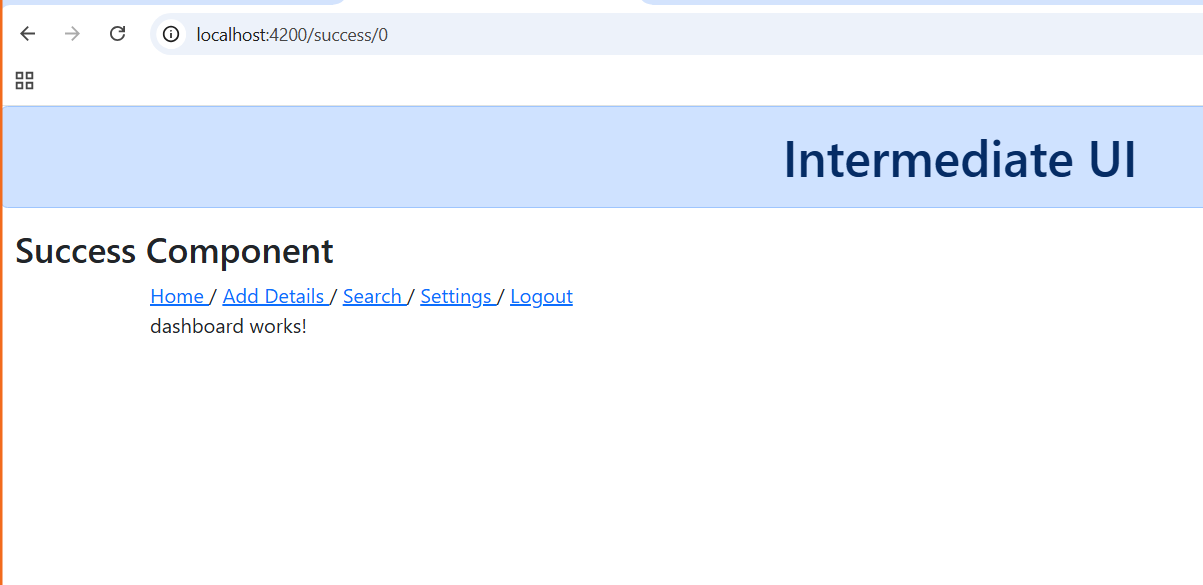 localhost:4200/success/0
Intermediate UI
Success Component
Home / Add Details / Search / Settings / Logout
dashboard works!